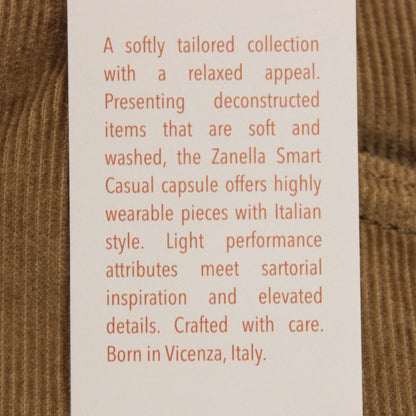 A softly tailored collection
with a relaxed appeal.
Presenting deconstructed
items that are soft and
washed, the Zanella Smart
Casual capsule offers highly
wearable pieces with Italian
style. Light performance
attributes meet sartorial
inspiration and elevated
details. Crafted with care.
Born in Vicenza, Italy.